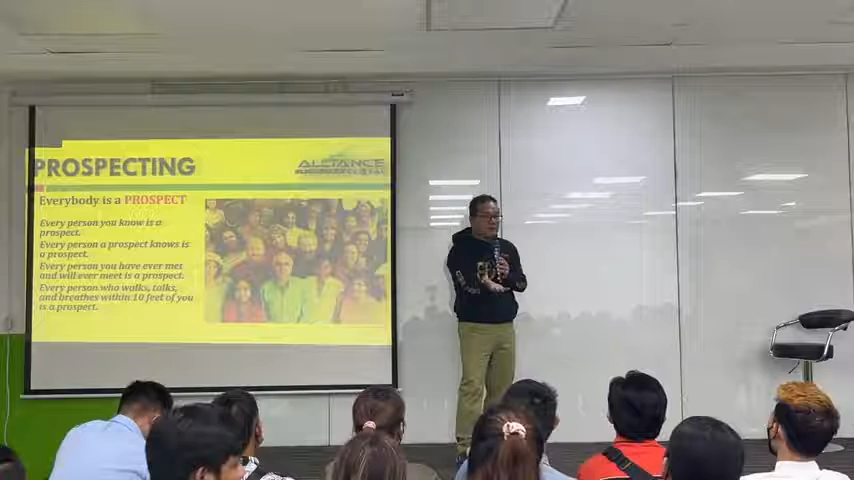 PROSPECTING
Everybody is a PROSPECT
Every person you know is a
prospect.
Every person a prospect knows is
a prospect.
Every person you have ever met
and will ever meet is a prospect.
Every person who walks, talks,
and breathes within 10 feet of you
is a prospect.